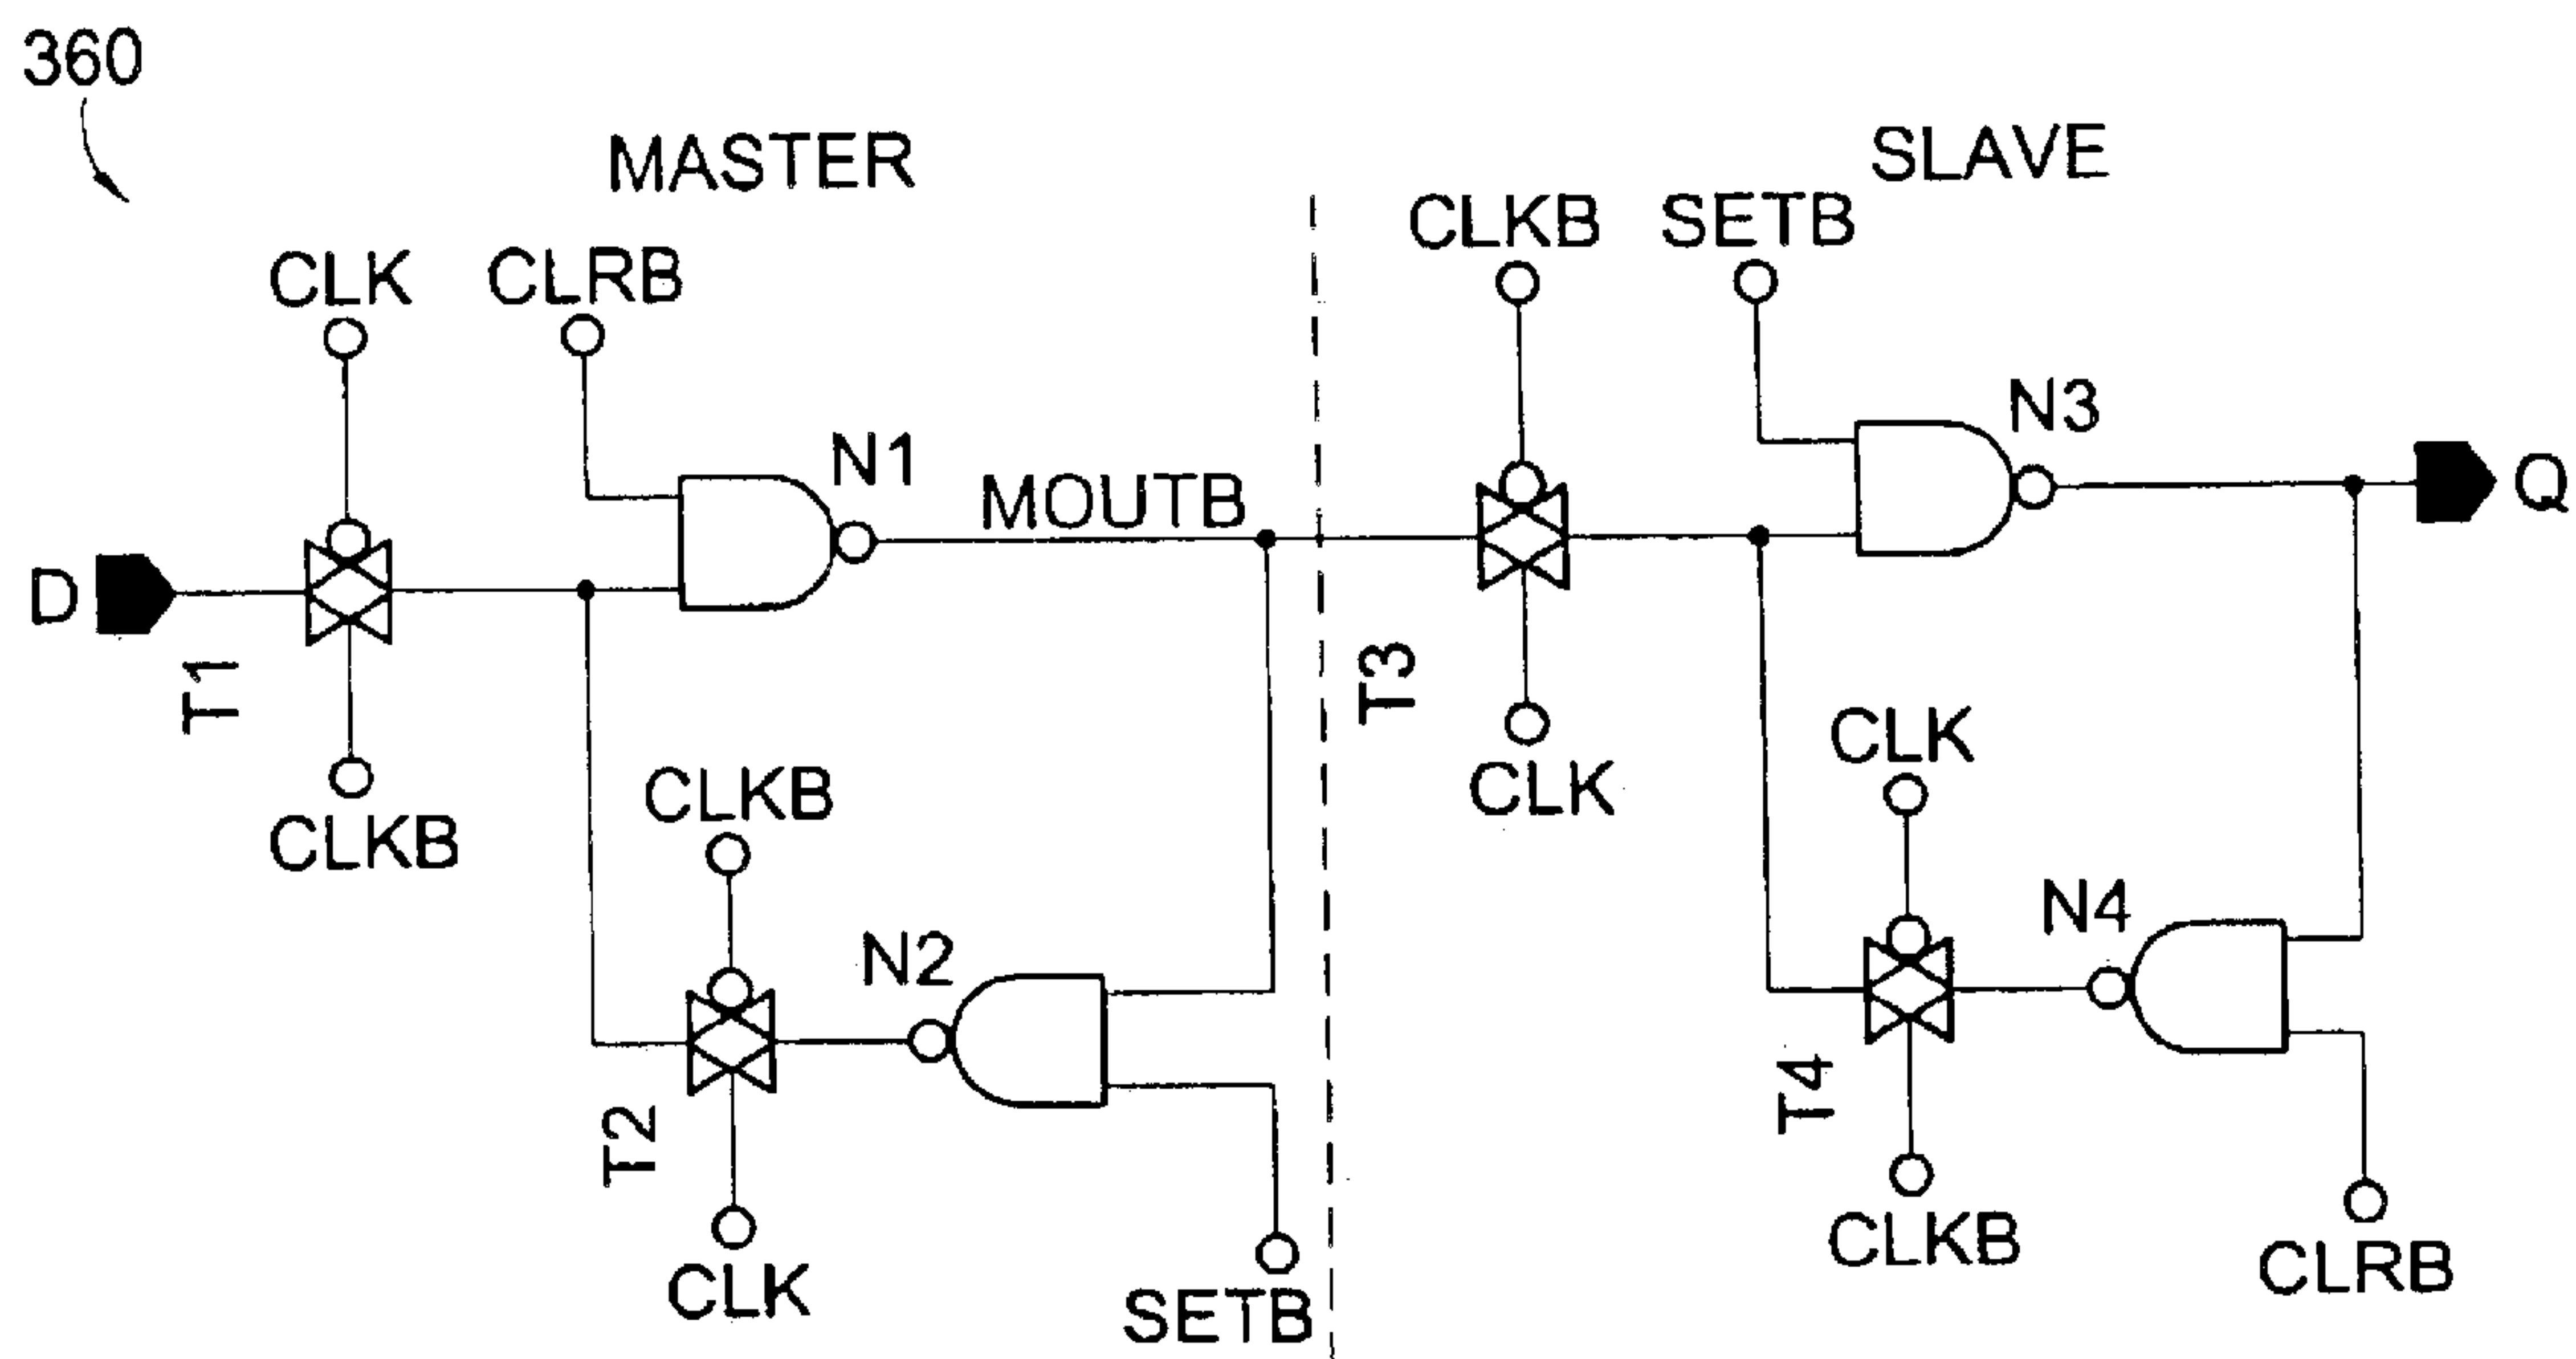 360
MASTER
SLAVE
CLKB
SETB
CLK
CLRB
N3
N1
MOUTB
Q
D
T1
T3
CLK
CLK
CLKB
CLKB
N4
N2
T4
T2
CLK
CLKB
CLRB
SETB